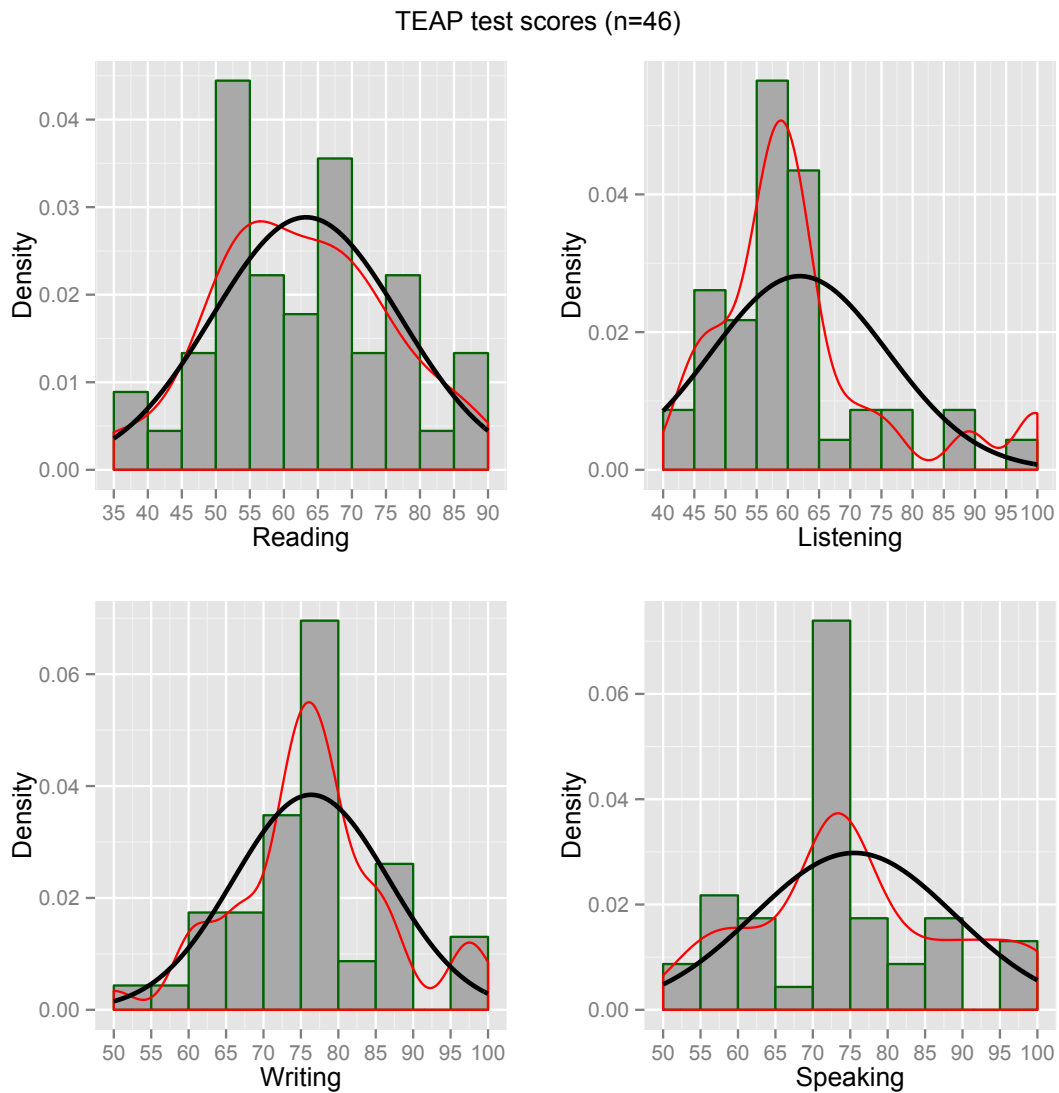 TEAP test scores (n=46)
Density
0.04
0.03
0.02
0.01
0.00
35 40 45 50 55 60 65 70 75 80 85 90
Reading
Density
0.04
0.02
0.00
40 45 50 55 60 65 70 75 80 85 90 95 100
Listening
Density
0.06
0.04
0.02
0.00
50 55 60 65 70 75 80 85 90 95 100
Writing
Density
0.06
0.04
0.02
0.00
50 55 60 65 70 75 80 85 90 95 100
Speaking